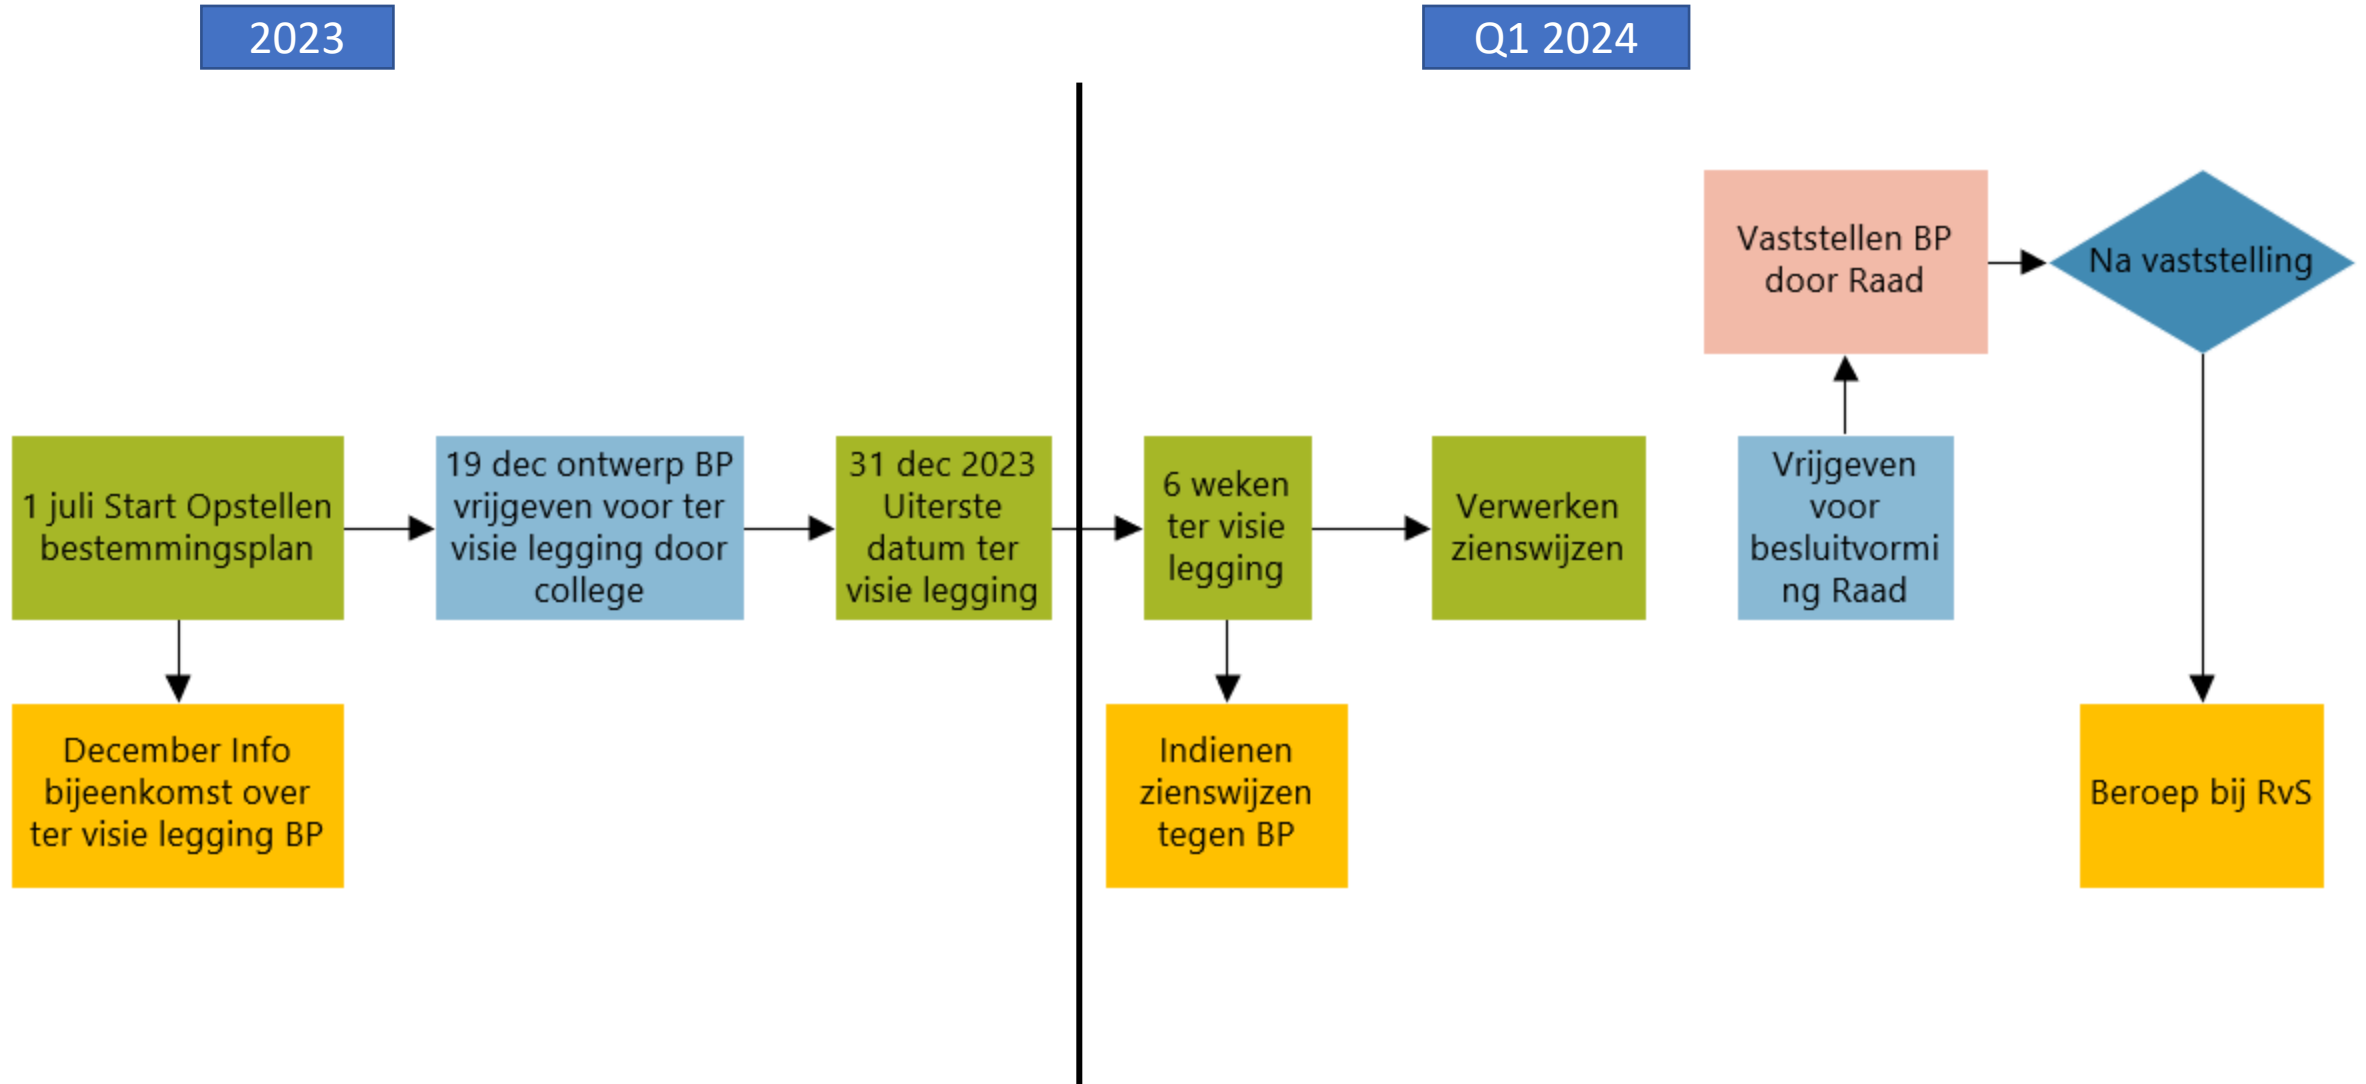 2023
Q1 2024
1 juli Start Opstellen
bestemmingsplan
December Info
bijeenkomst over
ter visie legging BP
19 dec ontwerp BP
vrijgeven voor ter
visie legging door
college
31 dec 2023
Uiterste
datum ter
visie legging
6 weken
ter visie
legging
Indienen
zienswijzen
tegen BP
Verwerken
zienswijzen
Vrijgeven
voor
besluitvormi
ng Raad
Vaststellen BP
door Raad
Na vaststelling
Beroep bij RvS